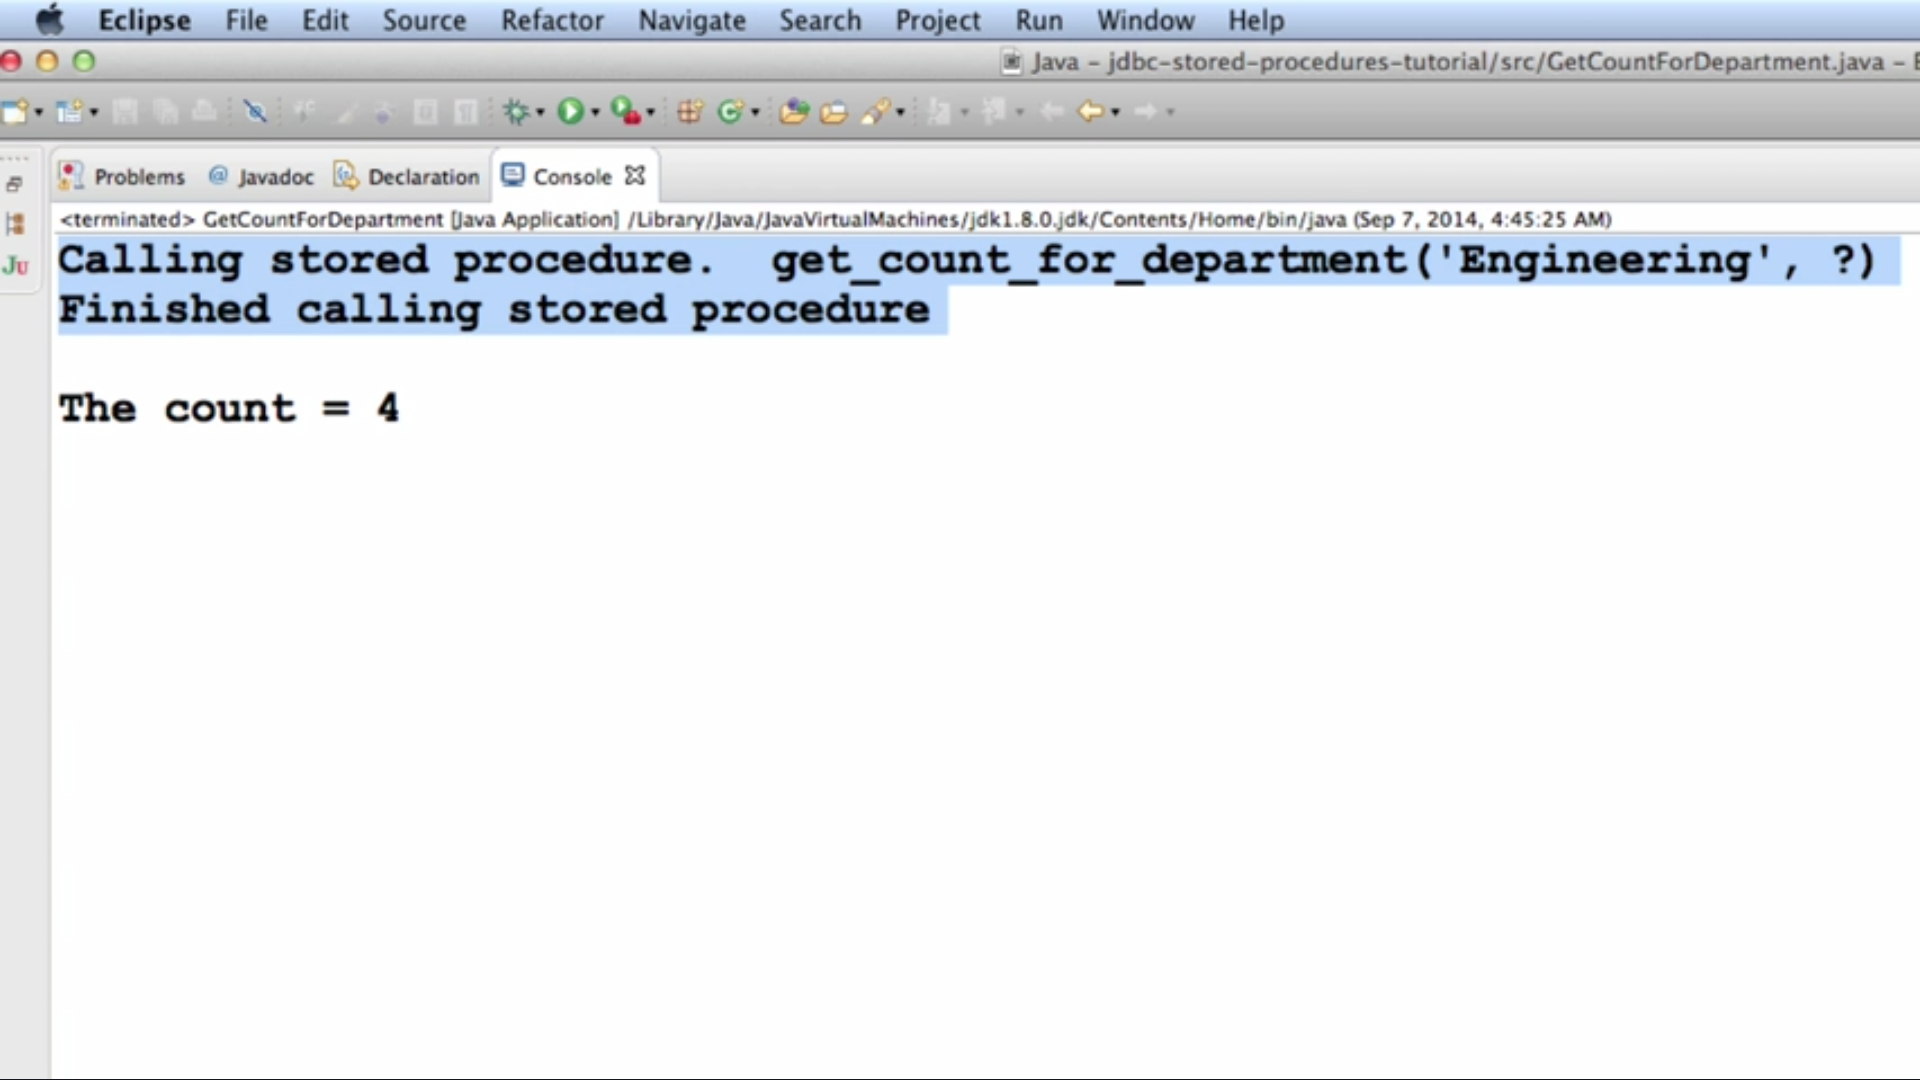 Eclipse File Edit Source Refactor Navigate Search Project Run Window Help
Java – jdbc-stored-procedures-tutorial/src/GetCountForDepartment.java –
Problems @ Javadoc Declaration Console
<terminated> GetCountForDepartment [Java Application] /Library/Java/JavaVirtualMachines/jdk1.8.0.jdk/Contents/Home/bin/java (Sep 7, 2014, 4:45:25 AM)
Ju
Calling stored procedure.  get_count_for_department('Engineering', ?)
Finished calling stored procedure
The count = 4